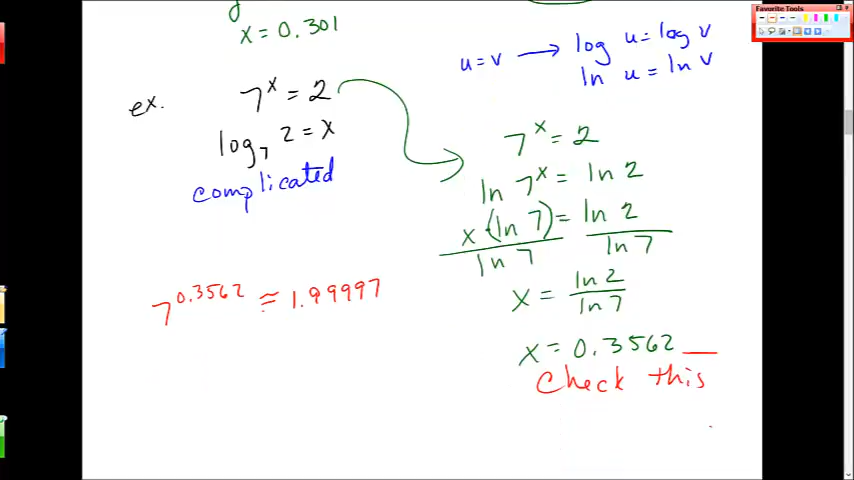 x = 0.301
u = v → log u = log v
ln u = ln v
ex. 7^x = 2
log_7 2 = x
complicated
7^x = 2
ln 7^x = ln 2
x·(ln 7) = ln 2
ln 7 ln 7
x = ln 2 / ln 7
x = 0.3562 __
Check this
7^0.3562 ≅ 1.99997
Favorite Tools